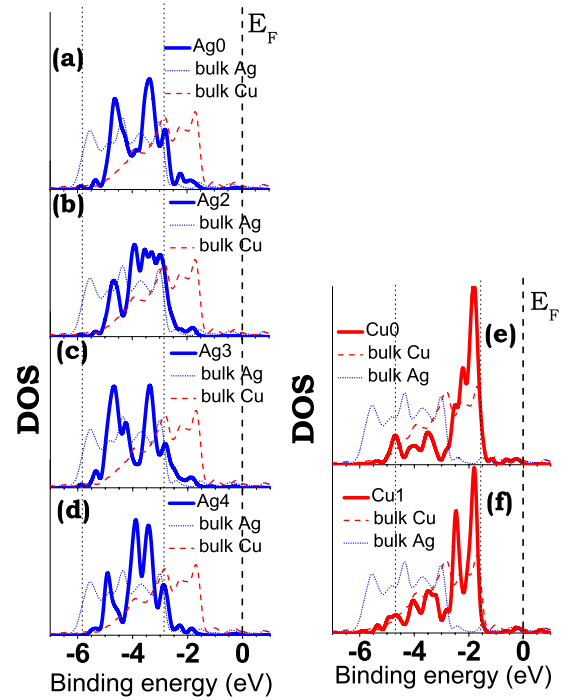 E_F
(a)
Ag0
bulk Ag
bulk Cu
(b)
Ag2
bulk Ag
bulk Cu
(c)
Ag3
bulk Ag
bulk Cu
(d)
Ag4
bulk Ag
bulk Cu
DOS
-6 -4 -2 0
Binding energy (eV)
E_F
(e)
Cu0
bulk Cu
bulk Ag
(f)
Cu1
bulk Cu
bulk Ag
DOS
-6 -4 -2 0
Binding energy (eV)